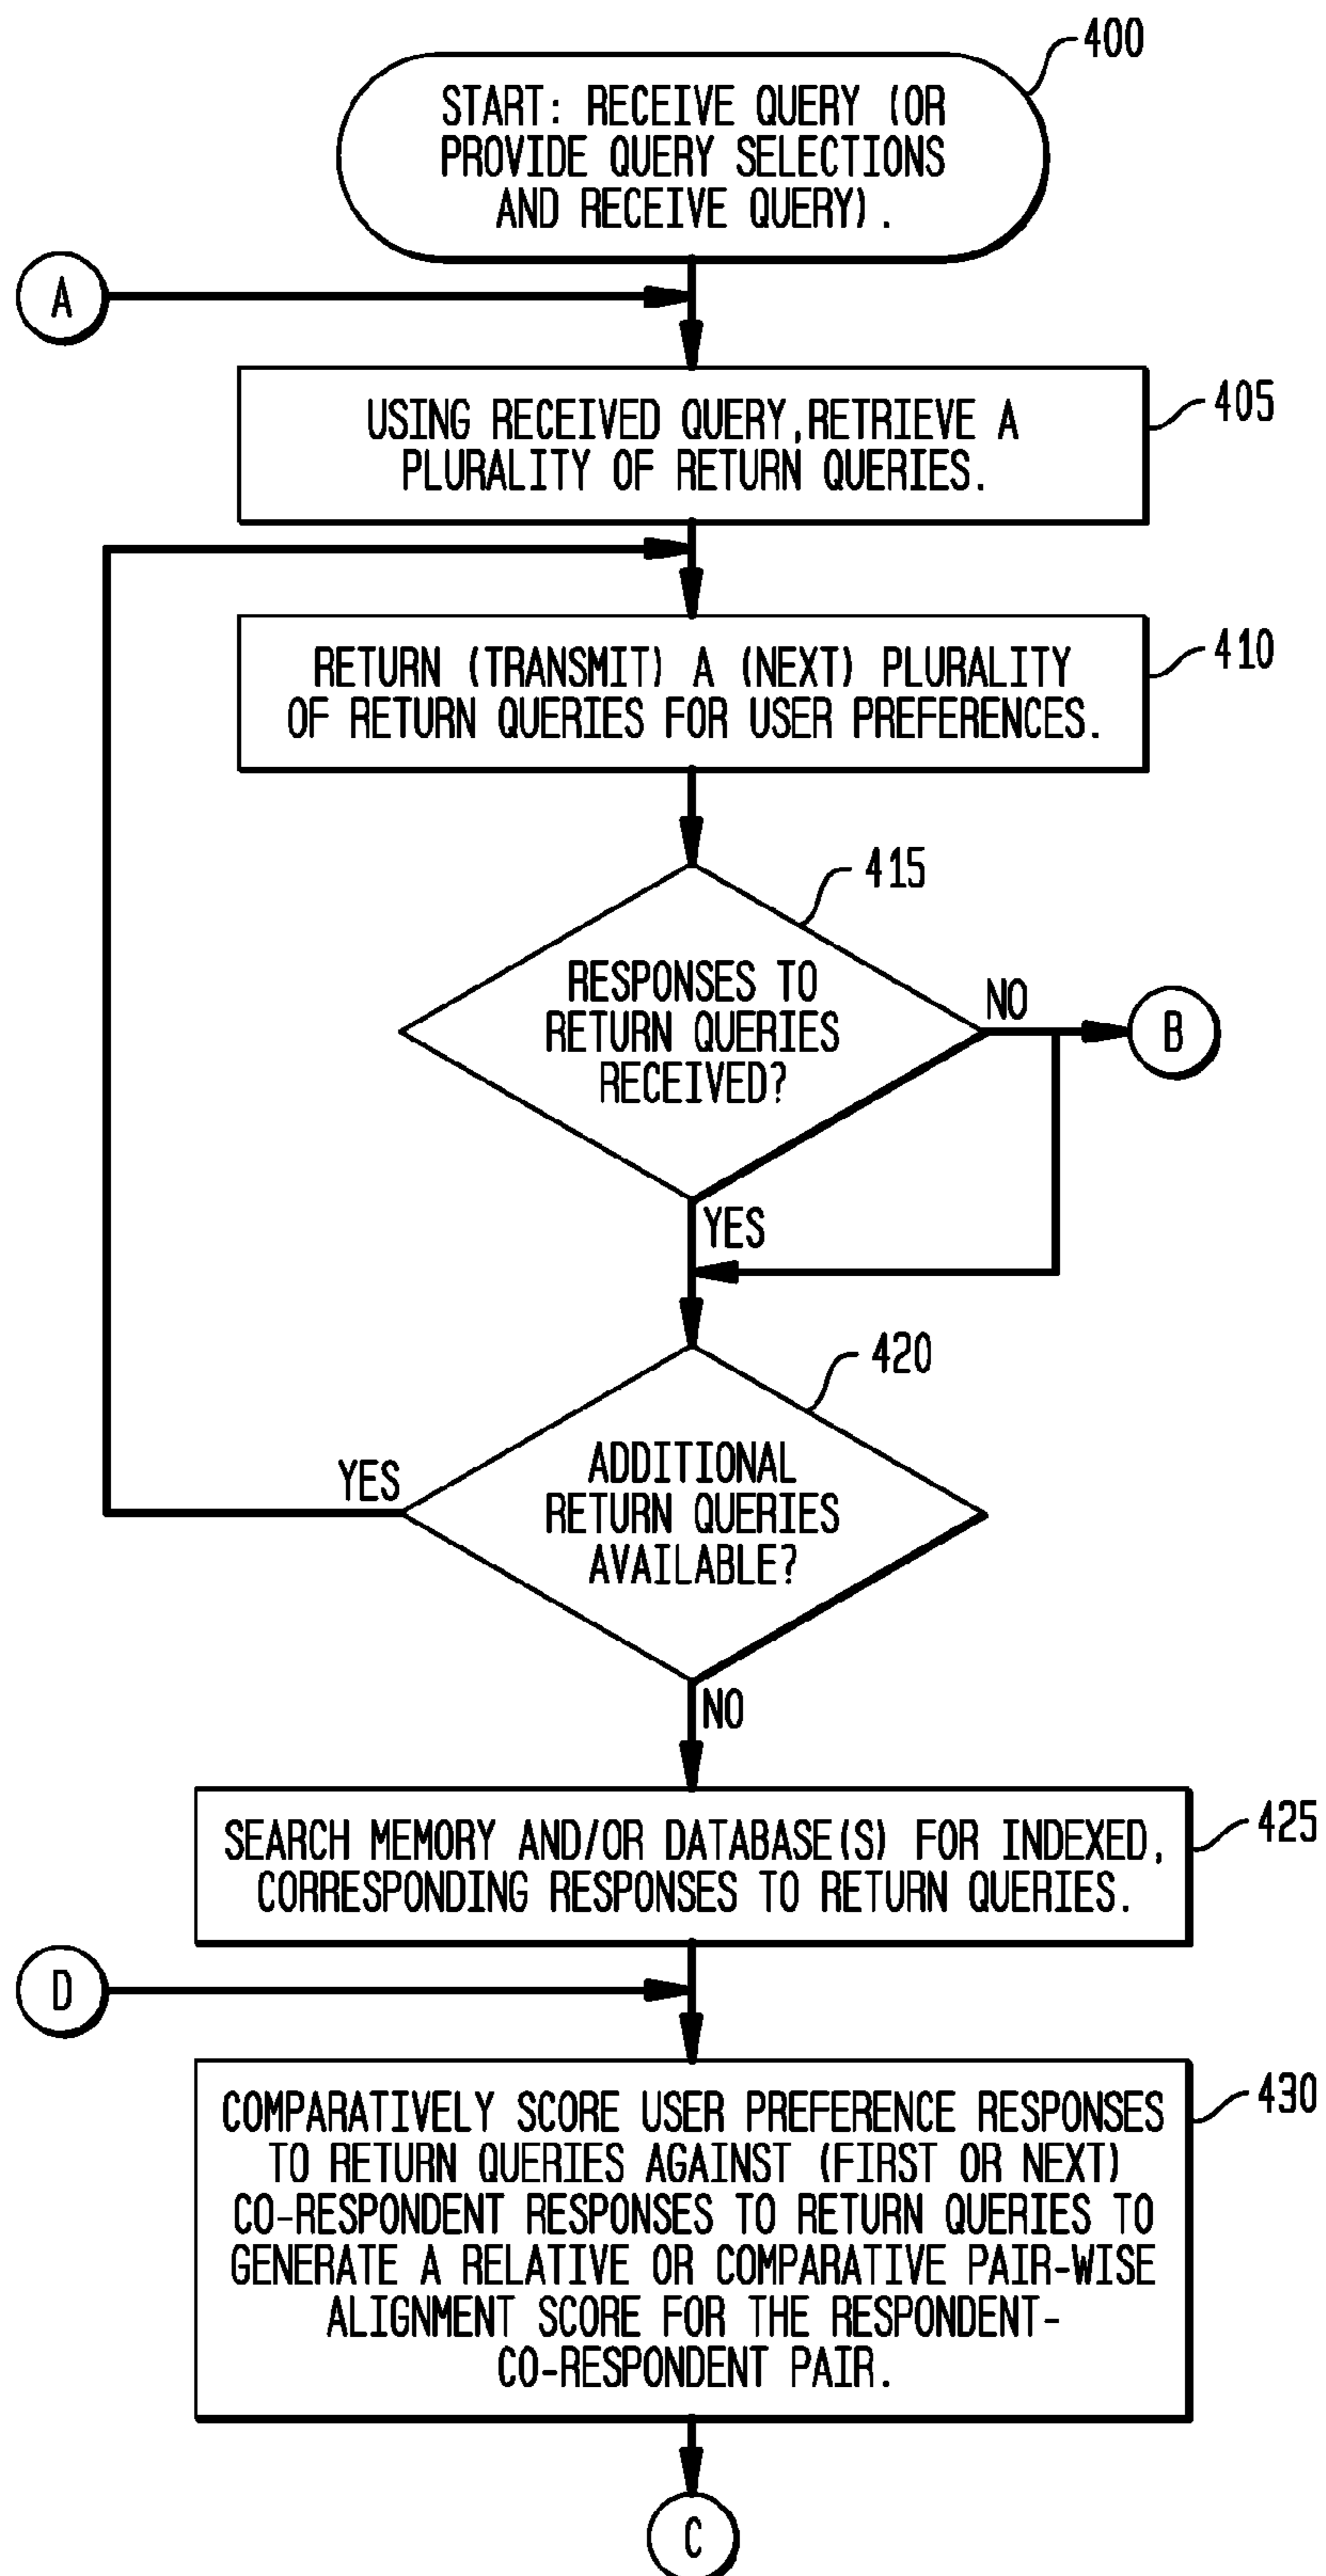 400
START: RECEIVE QUERY (OR
PROVIDE QUERY SELECTIONS
AND RECEIVE QUERY).
A
405
USING RECEIVED QUERY,RETRIEVE A
PLURALITY OF RETURN QUERIES.
410
RETURN (TRANSMIT) A (NEXT) PLURALITY
OF RETURN QUERIES FOR USER PREFERENCES.
415
RESPONSES TO
RETURN QUERIES
RECEIVED?
NO
B
YES
420
ADDITIONAL
RETURN QUERIES
AVAILABLE?
YES
NO
425
SEARCH MEMORY AND/OR DATABASE(S) FOR INDEXED,
CORRESPONDING RESPONSES TO RETURN QUERIES.
D
430
COMPARATIVELY SCORE USER PREFERENCE RESPONSES
TO RETURN QUERIES AGAINST (FIRST OR NEXT)
CO-RESPONDENT RESPONSES TO RETURN QUERIES TO
GENERATE A RELATIVE OR COMPARATIVE PAIR-WISE
ALIGNMENT SCORE FOR THE RESPONDENT-
CO-RESPONDENT PAIR.
C